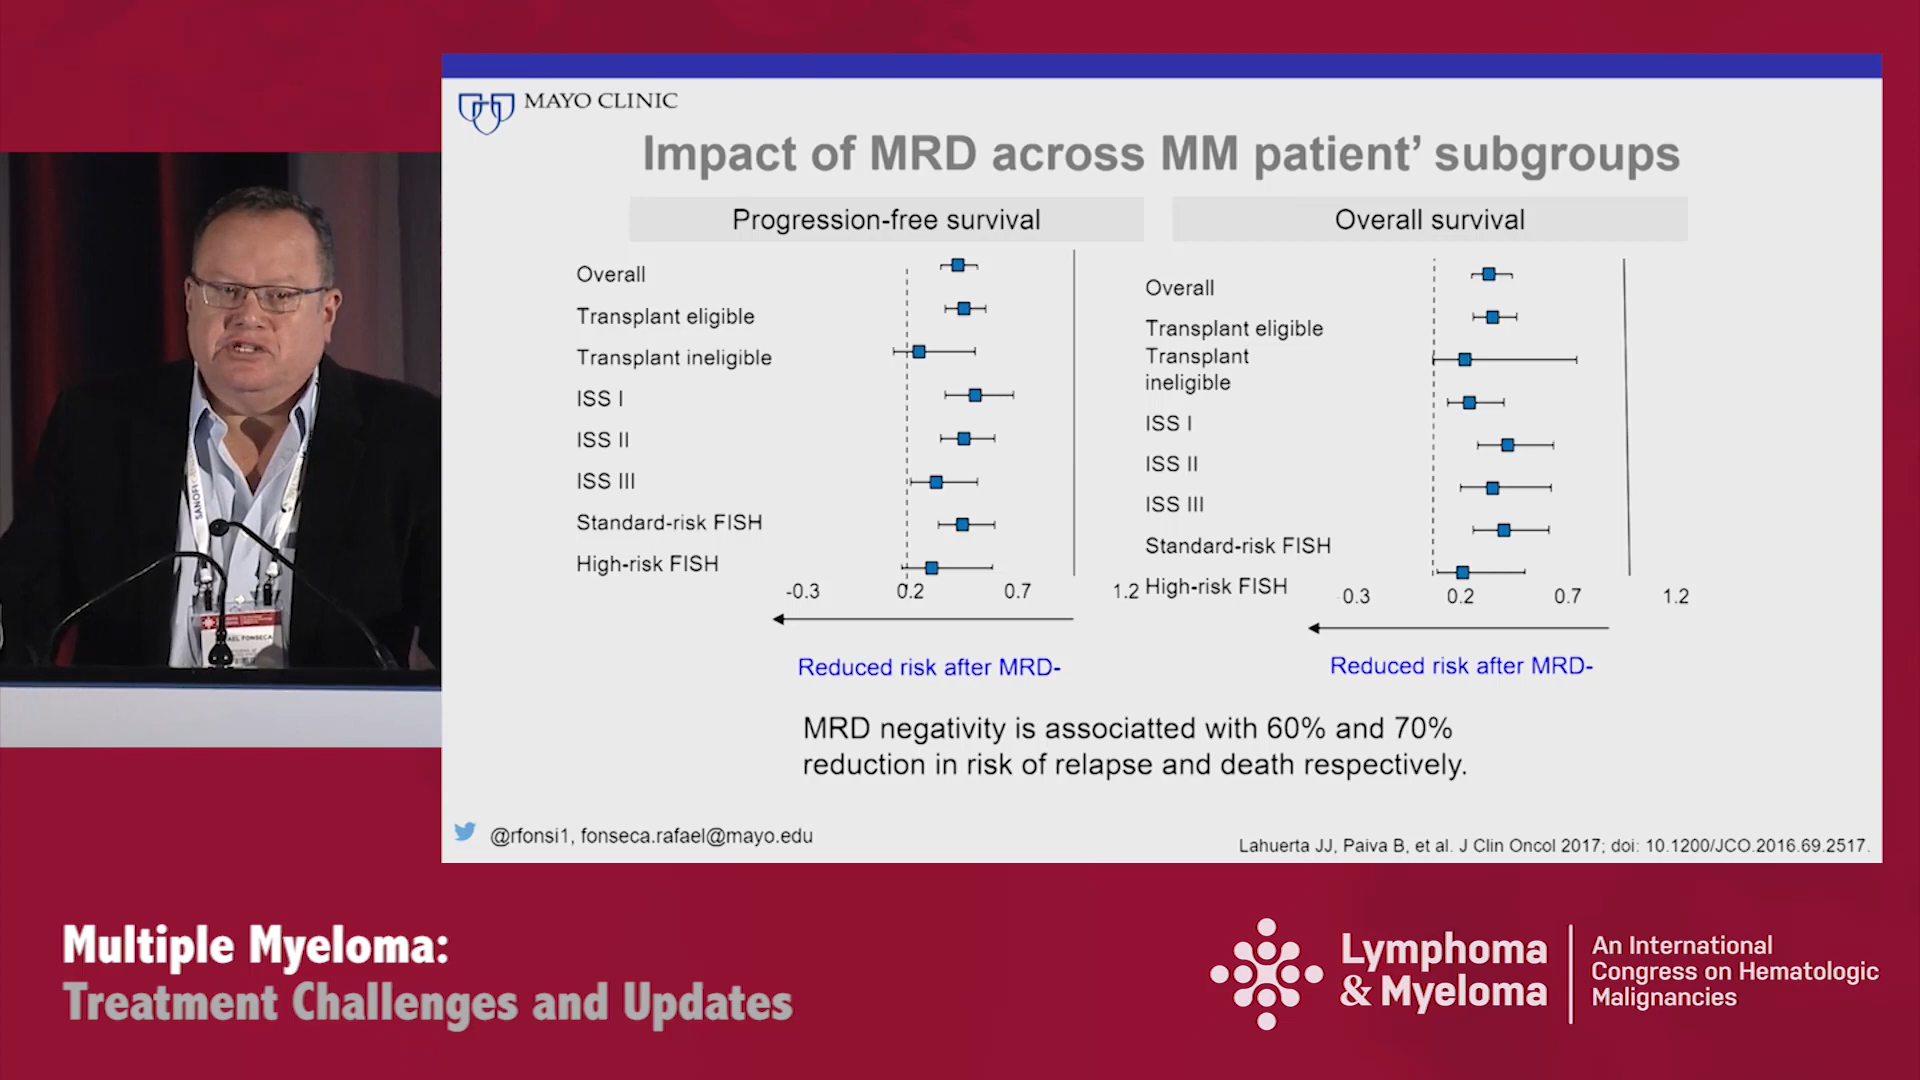 MAYO CLINIC
Impact of MRD across MM patient’ subgroups
Progression-free survival
Overall
Transplant eligible
Transplant ineligible
ISS I
ISS II
ISS III
Standard-risk FISH
High-risk FISH
-0.3 0.2 0.7 1.2
Reduced risk after MRD-
Overall survival
Overall
Transplant eligible
Transplant
ineligible
ISS I
ISS II
ISS III
Standard-risk FISH
High-risk FISH
-0.3 0.2 0.7 1.2
Reduced risk after MRD-
MRD negativity is associatted with 60% and 70%
reduction in risk of relapse and death respectively.
@rfonsi1, fonseca.rafael@mayo.edu
Lahuerta JJ, Paiva B, et al. J Clin Oncol 2017; doi: 10.1200/JCO.2016.69.2517.
SANOFI
FONSECA
Multiple Myeloma:
Treatment Challenges and Updates
Lymphoma
& Myeloma
An International
Congress on Hematologic
Malignancies